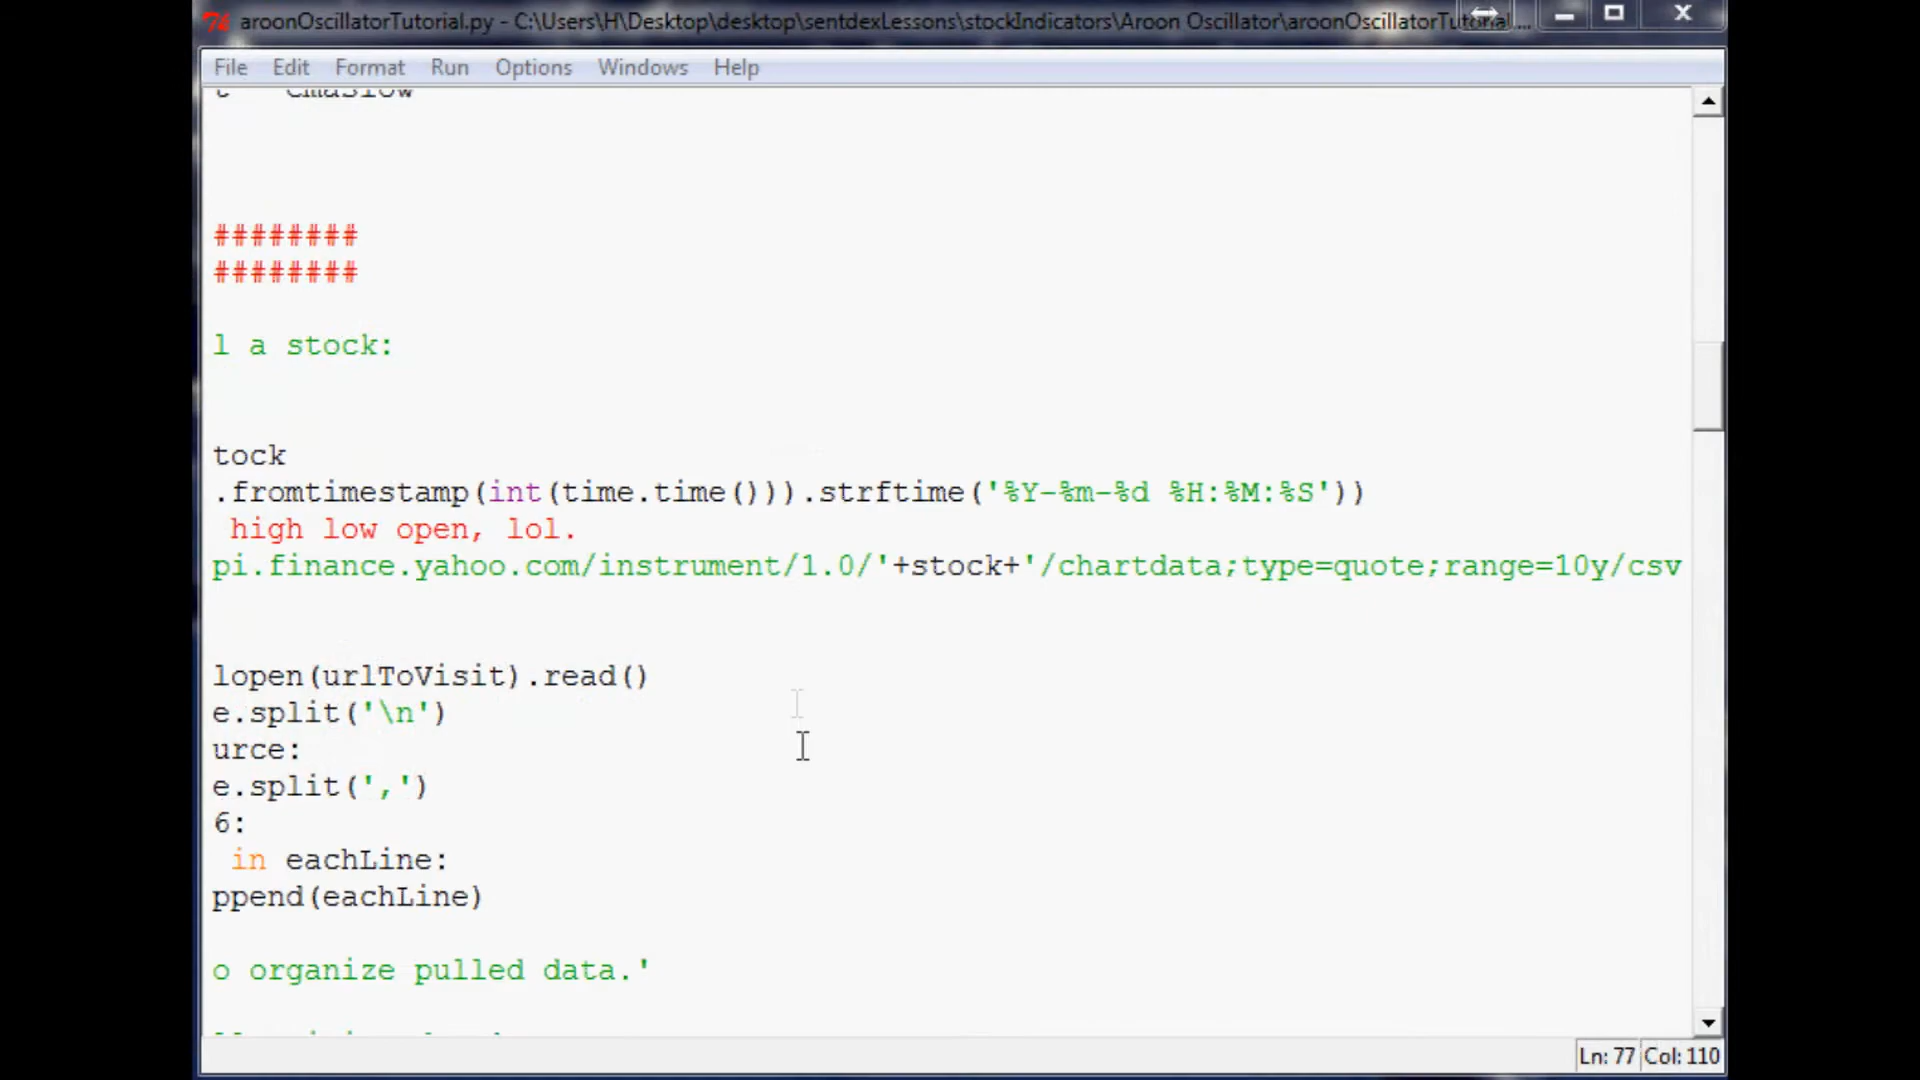 aroonOscillatorTutorial.py - C:\Users\H\Desktop\desktop\sentdexLessons\stockIndicators\Aroon Oscillator\aroonOscillatorTutorial....
File Edit Format Run Options Windows Help
emaSlow
########
########
l a stock:
tock
.fromtimestamp(int(time.time())).strftime('%Y-%m-%d %H:%M:%S'))
high low open, lol.
pi.finance.yahoo.com/instrument/1.0/'+stock+'/chartdata;type=quote;range=10y/csv
lopen(urlToVisit).read()
e.split('\n')
urce:
e.split(',')
6:
in eachLine:
ppend(eachLine)
o organize pulled data.'
Ln: 77 Col: 110